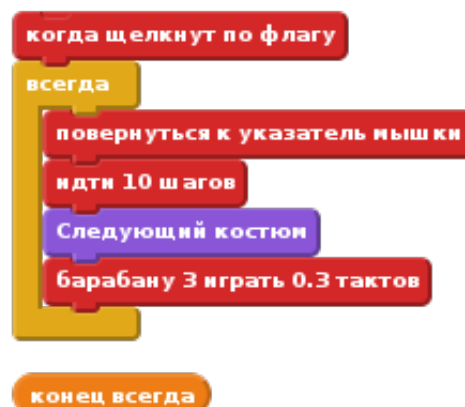 когда щелкнут по флагу
всегда
повернуться к указатель мышки
идти 10 шагов
Следующий костюм
барабану 3 играть 0.3 тактов
конец всегда